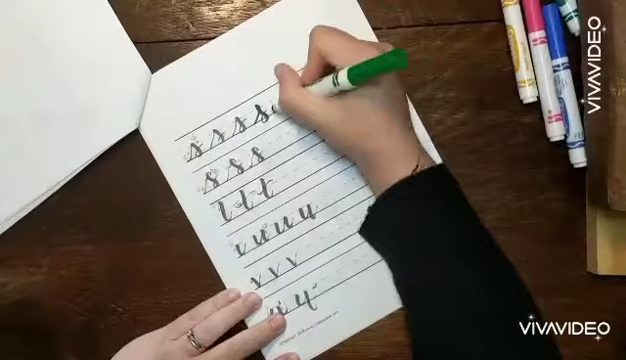 s s s s
s s s
t t t
u u u u
v v v
w w
VIVAVIDEO
VIVAVIDEO